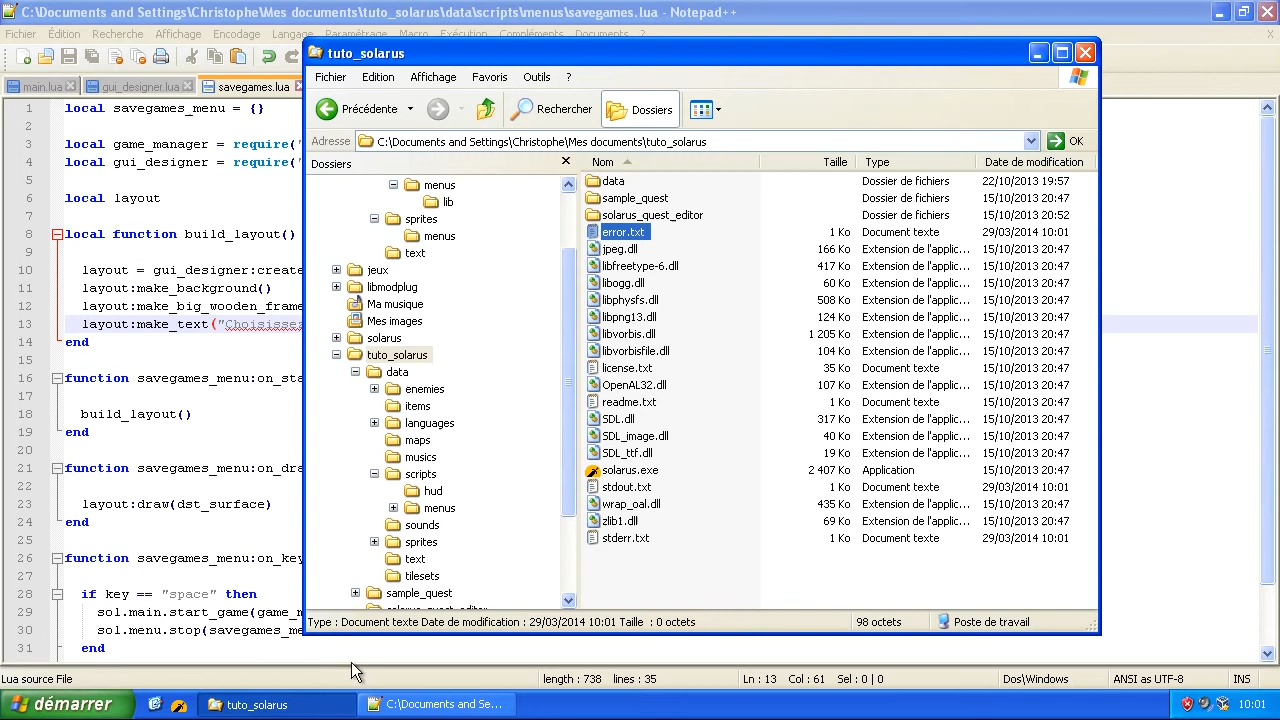 C:\Documents and Settings\Christophe\Mes documents\tuto_solarus\data\scripts\menus\savegames.lua - Notepad++
Fichier Édition Recherche Affichage Encodage Langage Paramétrage Macro Exécution Compléments Documents ? X
main.lua gui_designer.lua savegames.lua
1 local savegames_menu = {}
2
3 local game_manager = require("
4 local gui_designer = require("
5
6 local layout
7
8 local function build_layout()
9
10 layout = gui_designer:create
11 layout:make_background()
12 layout:make_big_wooden_frame
13 layout:make_text("Choisisse
14 end
15
16 function savegames_menu:on_sta
17
18 build_layout()
19 end
20
21 function savegames_menu:on_dra
22
23 layout:draw(dst_surface)
24 end
25
26 function savegames_menu:on_key
27
28 if key == "space" then
29 sol.main.start_game(game_m
30 sol.menu.stop(savegames_me
31 end
tuto_solarus
Fichier Edition Affichage Favoris Outils ?
Précédente Rechercher Dossiers
Adresse C:\Documents and Settings\Christophe\Mes documents\tuto_solarus OK
Dossiers
menus
lib
sprites
menus
text
jeux
libmodplug
Ma musique
Mes images
solarus
tuto_solarus
data
enemies
items
languages
maps
musics
scripts
hud
menus
sounds
sprites
text
tilesets
sample_quest
solarus_quest_editor
Nom Taille Type Date de modification
data Dossier de fichiers 22/10/2013 19:57
sample_quest Dossier de fichiers 15/10/2013 20:47
solarus_quest_editor Dossier de fichiers 15/10/2013 20:52
error.txt 1 Ko Document texte 29/03/2014 10:01
jpeg.dll 166 Ko Extension de l'applic... 15/10/2013 20:47
libfreetype-6.dll 417 Ko Extension de l'applic... 15/10/2013 20:47
libogg.dll 60 Ko Extension de l'applic... 15/10/2013 20:47
libphysfs.dll 508 Ko Extension de l'applic... 15/10/2013 20:47
libpng13.dll 124 Ko Extension de l'applic... 15/10/2013 20:47
libvorbis.dll 1 205 Ko Extension de l'applic... 15/10/2013 20:47
libvorbisfile.dll 104 Ko Extension de l'applic... 15/10/2013 20:47
license.txt 35 Ko Document texte 15/10/2013 20:47
OpenAL32.dll 107 Ko Extension de l'applic... 15/10/2013 20:47
readme.txt 1 Ko Document texte 15/10/2013 20:47
SDL.dll 317 Ko Extension de l'applic... 15/10/2013 20:47
SDL_image.dll 40 Ko Extension de l'applic... 15/10/2013 20:47
SDL_ttf.dll 19 Ko Extension de l'applic... 15/10/2013 20:47
solarus.exe 2 407 Ko Application 15/10/2013 20:47
stdout.txt 1 Ko Document texte 29/03/2014 10:01
wrap_oal.dll 435 Ko Extension de l'applic... 15/10/2013 20:47
zlib1.dll 69 Ko Extension de l'applic... 15/10/2013 20:47
stderr.txt 1 Ko Document texte 29/03/2014 10:01
Type : Document texte Date de modification : 29/03/2014 10:01 Taille : 0 octets 98 octets Poste de travail
Lua source File length : 738 lines : 35 Ln : 13 Col : 61 Sel : 0 | 0 Dos\Windows ANSI as UTF-8 INS
démarrer tuto_solarus C:\Documents and Se... 10:01